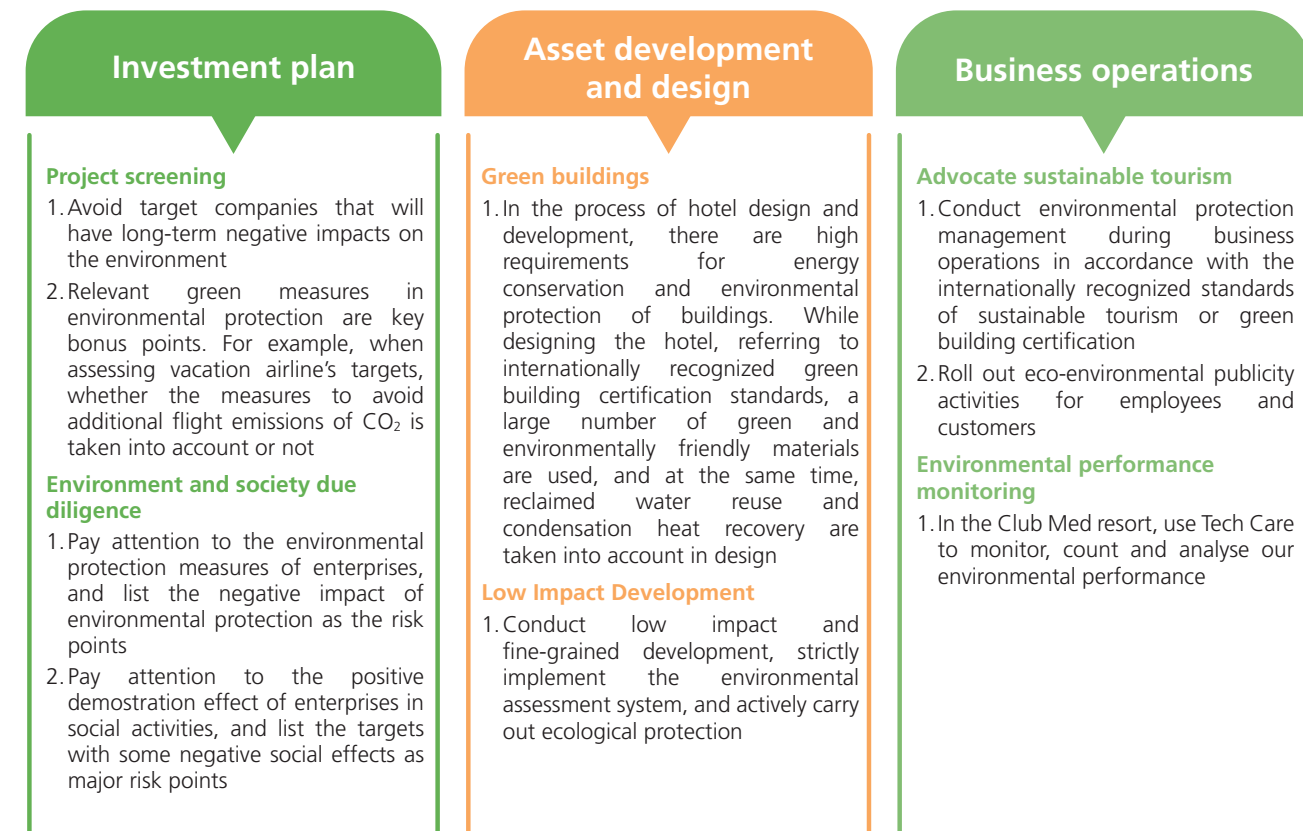 Investment plan
Project screening
1. Avoid target companies that will
have long-term negative impacts on
the environment
2. Relevant green measures in
environmental protection are key
bonus points. For example, when
assessing vacation airline's targets,
whether the measures to avoid
additional flight emissions of CO₂ is
taken into account or not
Environment and society due
diligence
1. Pay attention to the environmental
protection measures of enterprises,
and list the negative impact of
environmental protection as the risk
points
2. Pay attention to the positive
demostration effect of enterprises in
social activities, and list the targets
with some negative social effects as
major risk points
Asset development
and design
Green buildings
1. In the process of hotel design and
development, there are high
requirements for energy
conservation and environmental
protection of buildings. While
designing the hotel, referring to
internationally recognized green
building certification standards, a
large number of green and
environmentally friendly materials
are used, and at the same time,
reclaimed water reuse and
condensation heat recovery are
taken into account in design
Low Impact Development
1. Conduct low impact and
fine-grained development, strictly
implement the environmental
assessment system, and actively carry
out ecological protection
Business operations
Advocate sustainable tourism
1. Conduct environmental protection
management during business
operations in accordance with the
internationally recognized standards
of sustainable tourism or green
building certification
2. Roll out eco-environmental publicity
activities for employees and
customers
Environmental performance
monitoring
1. In the Club Med resort, use Tech Care
to monitor, count and analyse our
environmental performance